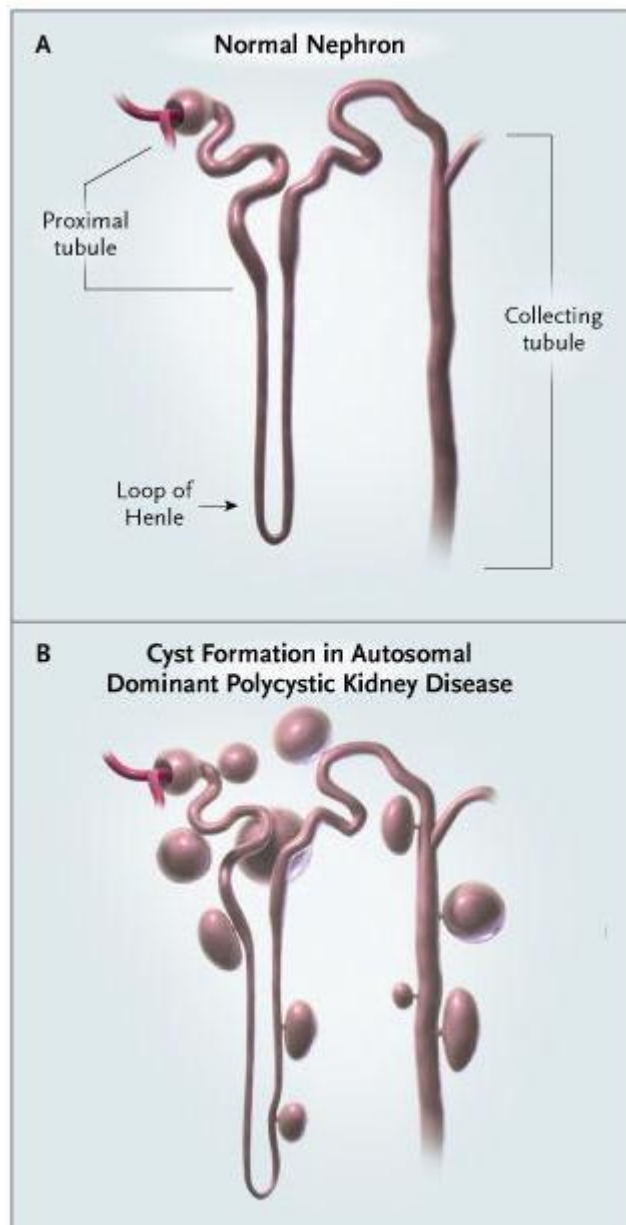 A
Normal Nephron
Proximal
tubule
Collecting
tubule
Loop of
Henle
B
Cyst Formation in Autosomal
Dominant Polycystic Kidney Disease